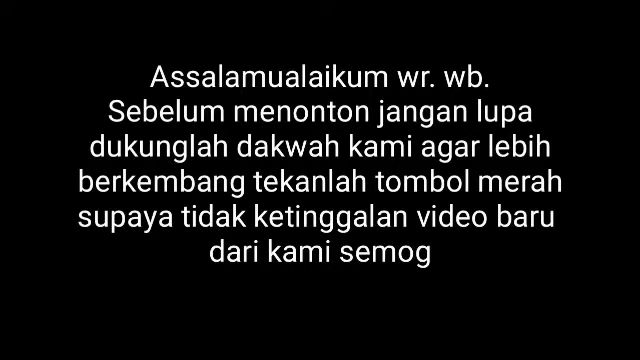 Assalamualaikum wr. wb.
Sebelum menonton jangan lupa
dukunglah dakwah kami agar lebih
berkembang tekanlah tombol merah
supaya tidak ketinggalan video baru
dari kami semog